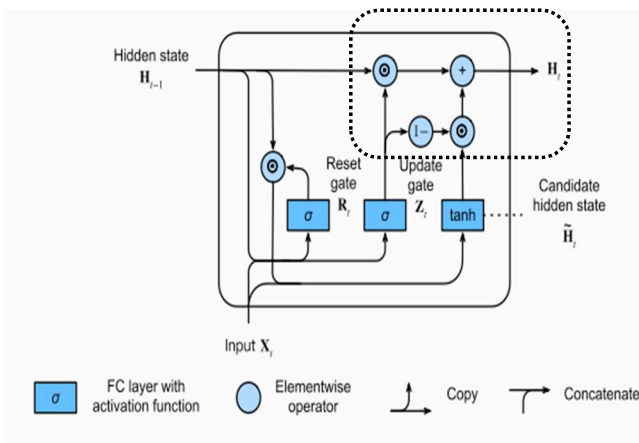 Hidden state
H_{t-1}
H_t
1−
+
Reset
gate
R_t
Update
gate
Z_t
σ
σ
tanh
Candidate
hidden state
H̃_t
Input X_t
σ
FC layer with
activation function
Elementwise
operator
Copy
Concatenate